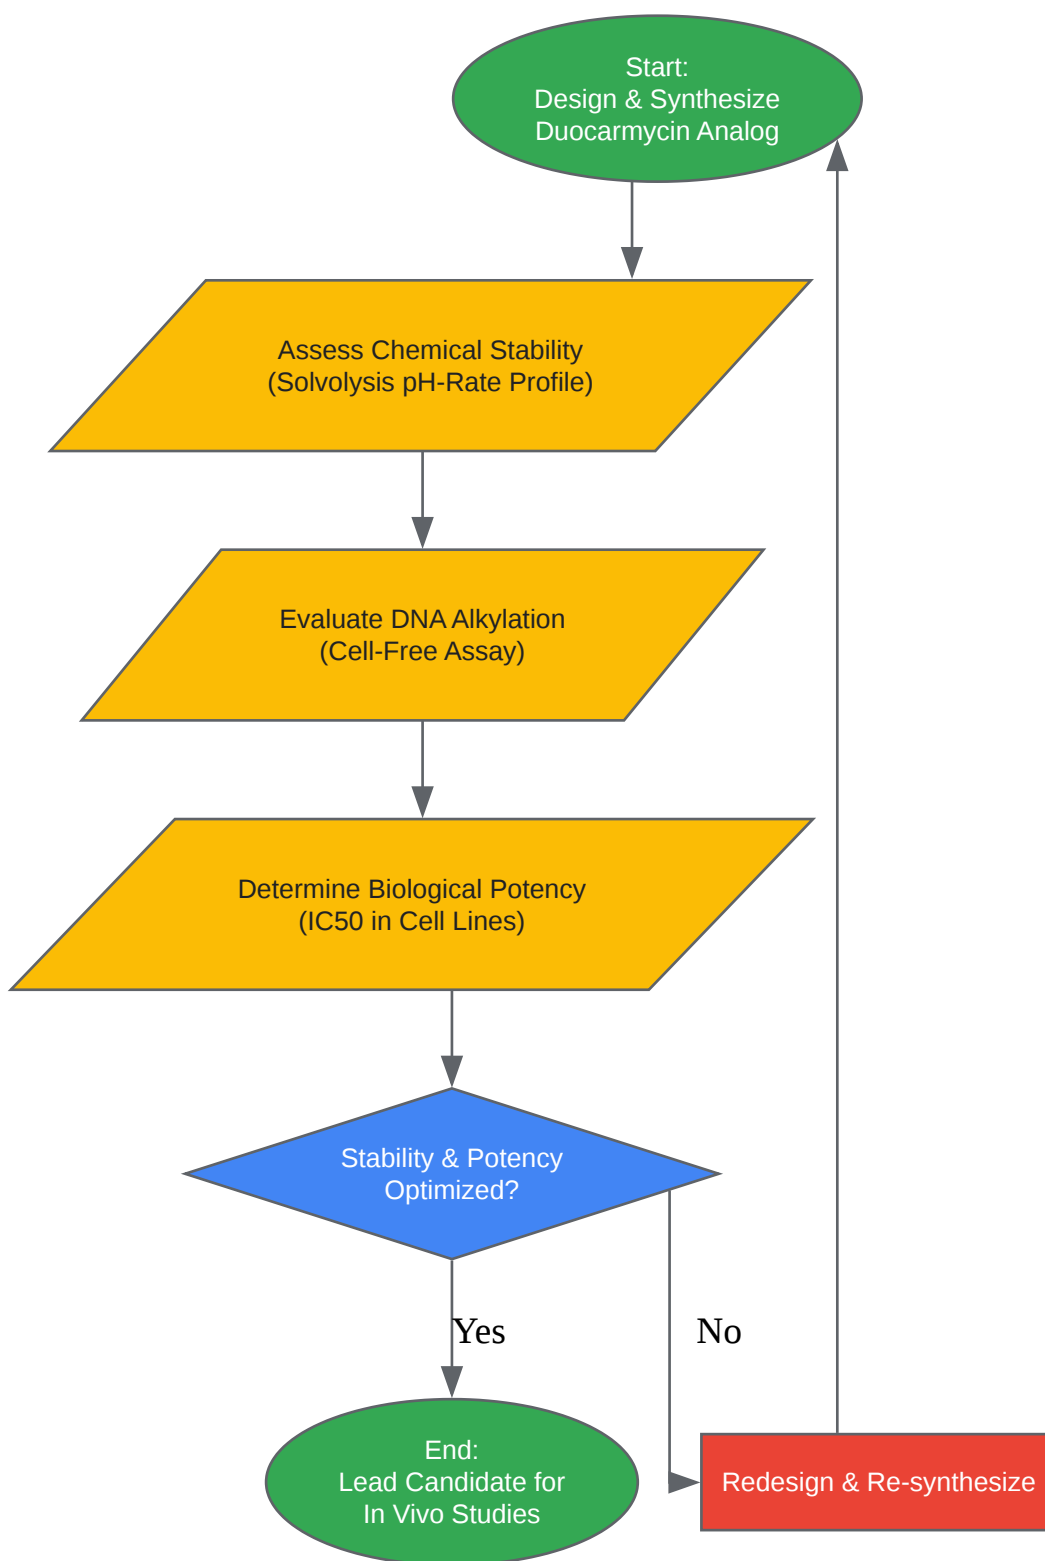 Start:
Design & Synthesize
Duocarmycin Analog
Assess Chemical Stability
(Solvolysis pH-Rate Profile)
Evaluate DNA Alkylation
(Cell-Free Assay)
Determine Biological Potency
(IC50 in Cell Lines)
Stability & Potency
Optimized?
Yes
No
End:
Lead Candidate for
In Vivo Studies
Redesign & Re-synthesize